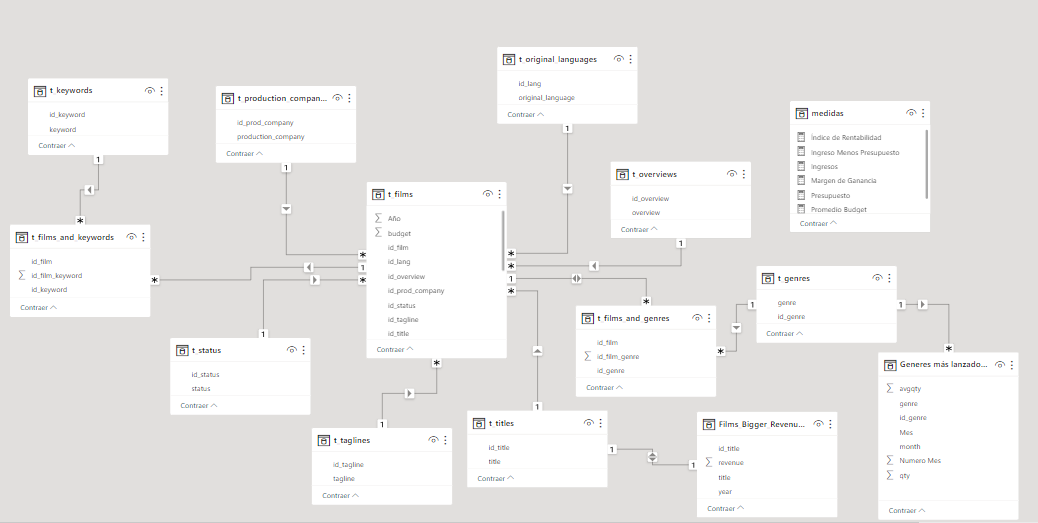 t_keywords
id_keyword
keyword
Contraer
1
*
t_production_compan...
id_prod_company
production_company
Contraer
1
*
t_original_languages
id_lang
original_language
Contraer
1
*
medidas
Índice de Rentabilidad
Ingreso Menos Presupuesto
Ingresos
Margen de Ganancia
Presupuesto
Promedio Budget
Contraer
t_overviews
id_overview
overview
Contraer
1
*
t_films
Año
budget
id_film
id_lang
id_overview
id_prod_company
id_status
id_tagline
id_title
Contraer
1
*
1
*
*
*
t_films_and_keywords
id_film
id_film_keyword
id_keyword
Contraer
*
t_genres
genre
id_genre
Contraer
1
1
*
t_films_and_genres
id_film
id_film_genre
id_genre
Contraer
*
t_status
id_status
status
Contraer
1
Generes más lanzado...
avgqty
genre
id_genre
Mes
month
Numero Mes
qty
Contraer
t_taglines
id_tagline
tagline
Contraer
1
t_titles
id_title
title
Contraer
1
1
Films_Bigger_Revenu...
id_title
revenue
title
year
Contraer
1